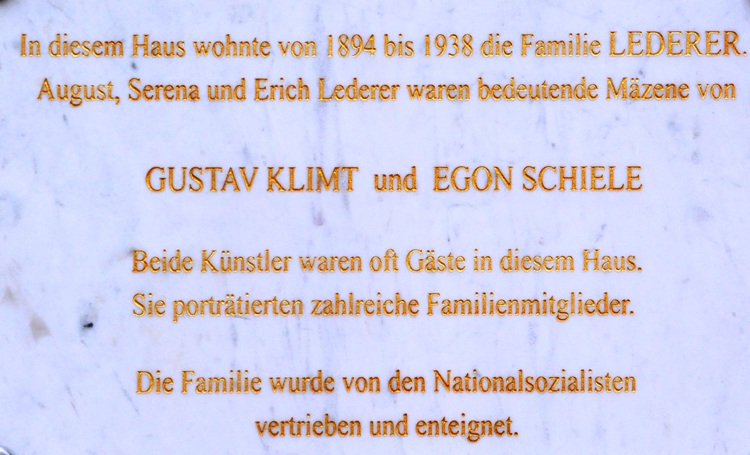 In diesem Haus wohnte von 1894 bis 1938 die Familie LEDERER.
August, Serena und Erich Lederer waren bedeutende Mäzene von
GUSTAV KLIMT und EGON SCHIELE
Beide Künstler waren oft Gäste in diesem Haus.
Sie porträtierten zahlreiche Familienmitglieder.
Die Familie wurde von den Nationalsozialisten
vertrieben und enteignet.